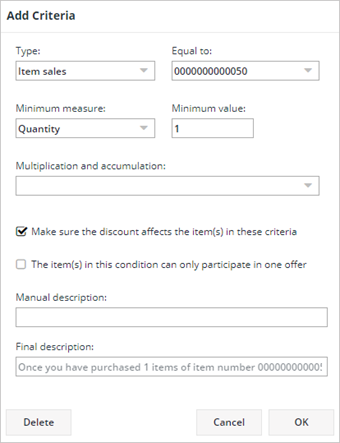 Add Criteria
Type: Equal to:
Item sales 0000000000050
Minimum measure: Minimum value:
Quantity 1
Multiplication and accumulation:
Make sure the discount affects the item(s) in these criteria
The item(s) in this condition can only participate in one offer
Manual description:
Final description:
Once you have purchased 1 items of item number 00000000000
Delete Cancel OK